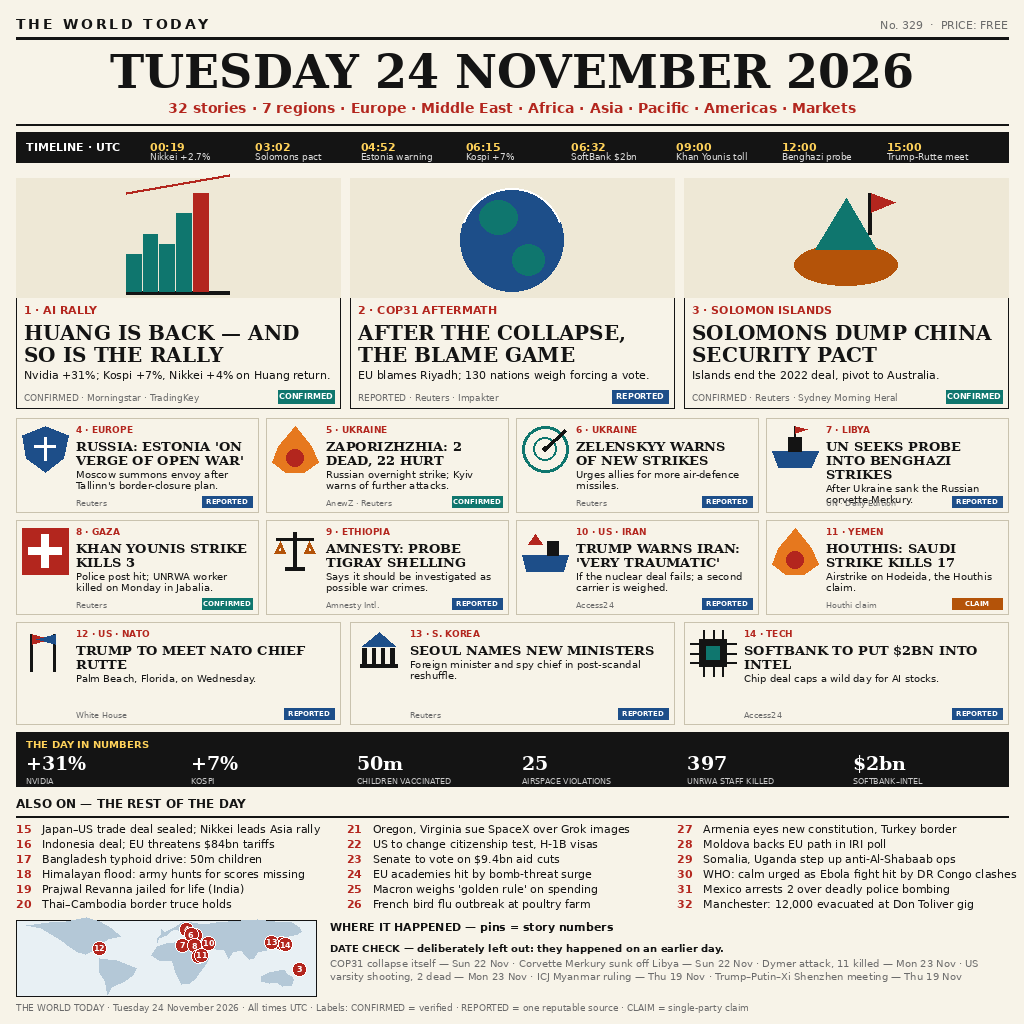 THE WORLD TODAY
No. 329 · PRICE: FREE
TUESDAY 24 NOVEMBER 2026
32 stories · 7 regions · Europe · Middle East · Africa · Asia · Pacific · Americas · Markets
TIMELINE · UTC
00:19
Nikkei +2.7%
03:02
Solomons pact
04:52
Estonia warning
06:15
Kospi +7%
06:32
SoftBank $2bn
09:00
Khan Younis toll
12:00
Benghazi probe
15:00
Trump-Rutte meet
1 · AI RALLY
HUANG IS BACK — AND
SO IS THE RALLY
Nvidia +31%; Kospi +7%, Nikkei +4% on Huang return.
CONFIRMED · Morningstar · TradingKey
CONFIRMED
2 · COP31 AFTERMATH
AFTER THE COLLAPSE,
THE BLAME GAME
EU blames Riyadh; 130 nations weigh forcing a vote.
REPORTED · Reuters · Impakter
REPORTED
3 · SOLOMON ISLANDS
SOLOMONS DUMP CHINA
SECURITY PACT
Islands end the 2022 deal, pivot to Australia.
CONFIRMED · Reuters · Sydney Morning Heral
CONFIRMED
4 · EUROPE
RUSSIA: ESTONIA 'ON
VERGE OF OPEN WAR'
Moscow summons envoy after
Tallinn's border-closure plan.
Reuters
REPORTED
5 · UKRAINE
ZAPORIZHZHIA: 2
DEAD, 22 HURT
Russian overnight strike; Kyiv
warns of further attacks.
AnewZ · Reuters
CONFIRMED
6 · UKRAINE
ZELENSKYY WARNS
OF NEW STRIKES
Urges allies for more air-defence
missiles.
Reuters
REPORTED
7 · LIBYA
UN SEEKS PROBE
INTO BENGHAZI
STRIKES
After Ukraine sank the Russian
corvette Merkury.
UN · Daily Edition
REPORTED
8 · GAZA
KHAN YOUNIS STRIKE
KILLS 3
Police post hit; UNRWA worker
killed on Monday in Jabalia.
Reuters
CONFIRMED
9 · ETHIOPIA
AMNESTY: PROBE
TIGRAY SHELLING
Says it should be investigated as
possible war crimes.
Amnesty Intl.
REPORTED
10 · US · IRAN
TRUMP WARNS IRAN:
'VERY TRAUMATIC'
If the nuclear deal fails; a second
carrier is weighed.
Access24
REPORTED
11 · YEMEN
HOUTHIS: SAUDI
STRIKE KILLS 17
Airstrike on Hodeida, the Houthis
claim.
Houthi claim
CLAIM
12 · US · NATO
TRUMP TO MEET NATO CHIEF
RUTTE
Palm Beach, Florida, on Wednesday.
White House
REPORTED
13 · S. KOREA
SEOUL NAMES NEW MINISTERS
Foreign minister and spy chief in post-scandal
reshuffle.
Reuters
REPORTED
14 · TECH
SOFTBANK TO PUT $2BN INTO
INTEL
Chip deal caps a wild day for AI stocks.
Access24
REPORTED
THE DAY IN NUMBERS
+31%
NVIDIA
+7%
KOSPI
50m
CHILDREN VACCINATED
25
AIRSPACE VIOLATIONS
397
UNRWA STAFF KILLED
$2bn
SOFTBANK–INTEL
ALSO ON — THE REST OF THE DAY
15 Japan–US trade deal sealed; Nikkei leads Asia rally
16 Indonesia deal; EU threatens $84bn tariffs
17 Bangladesh typhoid drive: 50m children
18 Himalayan flood: army hunts for scores missing
19 Prajwal Revanna jailed for life (India)
20 Thai–Cambodia border truce holds
21 Oregon, Virginia sue SpaceX over Grok images
22 US to change citizenship test, H-1B visas
23 Senate to vote on $9.4bn aid cuts
24 EU academies hit by bomb-threat surge
25 Macron weighs 'golden rule' on spending
26 French bird flu outbreak at poultry farm
27 Armenia eyes new constitution, Turkey border
28 Moldova backs EU path in IRI poll
29 Somalia, Uganda step up anti-Al-Shabaab ops
30 WHO: calm urged as Ebola fight hit by DR Congo clashes
31 Mexico arrests 2 over deadly police bombing
32 Manchester: 12,000 evacuated at Don Toliver gig
12
6
7
8
10
11
13
14
3
WHERE IT HAPPENED — pins = story numbers
DATE CHECK — deliberately left out: they happened on an earlier day.
COP31 collapse itself — Sun 22 Nov · Corvette Merkury sunk off Libya — Sun 22 Nov · Dymer attack, 11 killed — Mon 23 Nov · US
varsity shooting, 2 dead — Mon 23 Nov · ICJ Myanmar ruling — Thu 19 Nov · Trump–Putin–Xi Shenzhen meeting — Thu 19 Nov
THE WORLD TODAY · Tuesday 24 November 2026 · All times UTC · Labels: CONFIRMED = verified · REPORTED = one reputable source · CLAIM = single-party claim